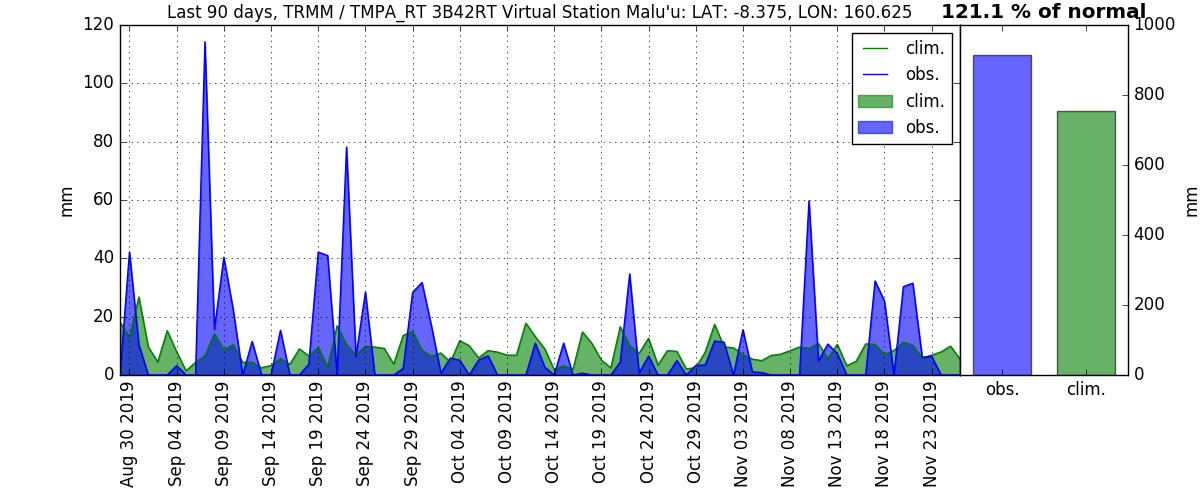 Last 90 days, TRMM / TMPA_RT 3B42RT Virtual Station Malu'u: LAT: -8.375, LON: 160.625
121.1 % of normal
120
100
80
60
40
20
0
mm
clim.
obs.
clim.
obs.
1000
800
600
400
200
0
mm
obs.
clim.
Aug 30 2019
Sep 04 2019
Sep 09 2019
Sep 14 2019
Sep 19 2019
Sep 24 2019
Sep 29 2019
Oct 04 2019
Oct 09 2019
Oct 14 2019
Oct 19 2019
Oct 24 2019
Oct 29 2019
Nov 03 2019
Nov 08 2019
Nov 13 2019
Nov 18 2019
Nov 23 2019